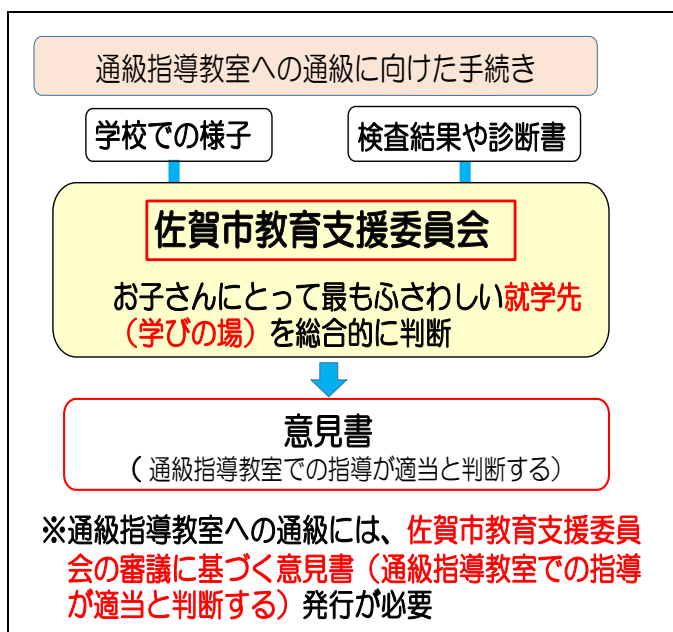 通級指導教室への通級に向けた手続き
学校での様子
検査結果や診断書
佐賀市教育支援委員会
お子さんにとって最もふさわしい就学先
（学びの場）を総合的に判断
意見書
（ 通級指導教室での指導が適当と判断する）
※通級指導教室への通級には、佐賀市教育支援委員
会の審議に基づく意見書（通級指導教室での指導
が適当と判断する）発行が必要